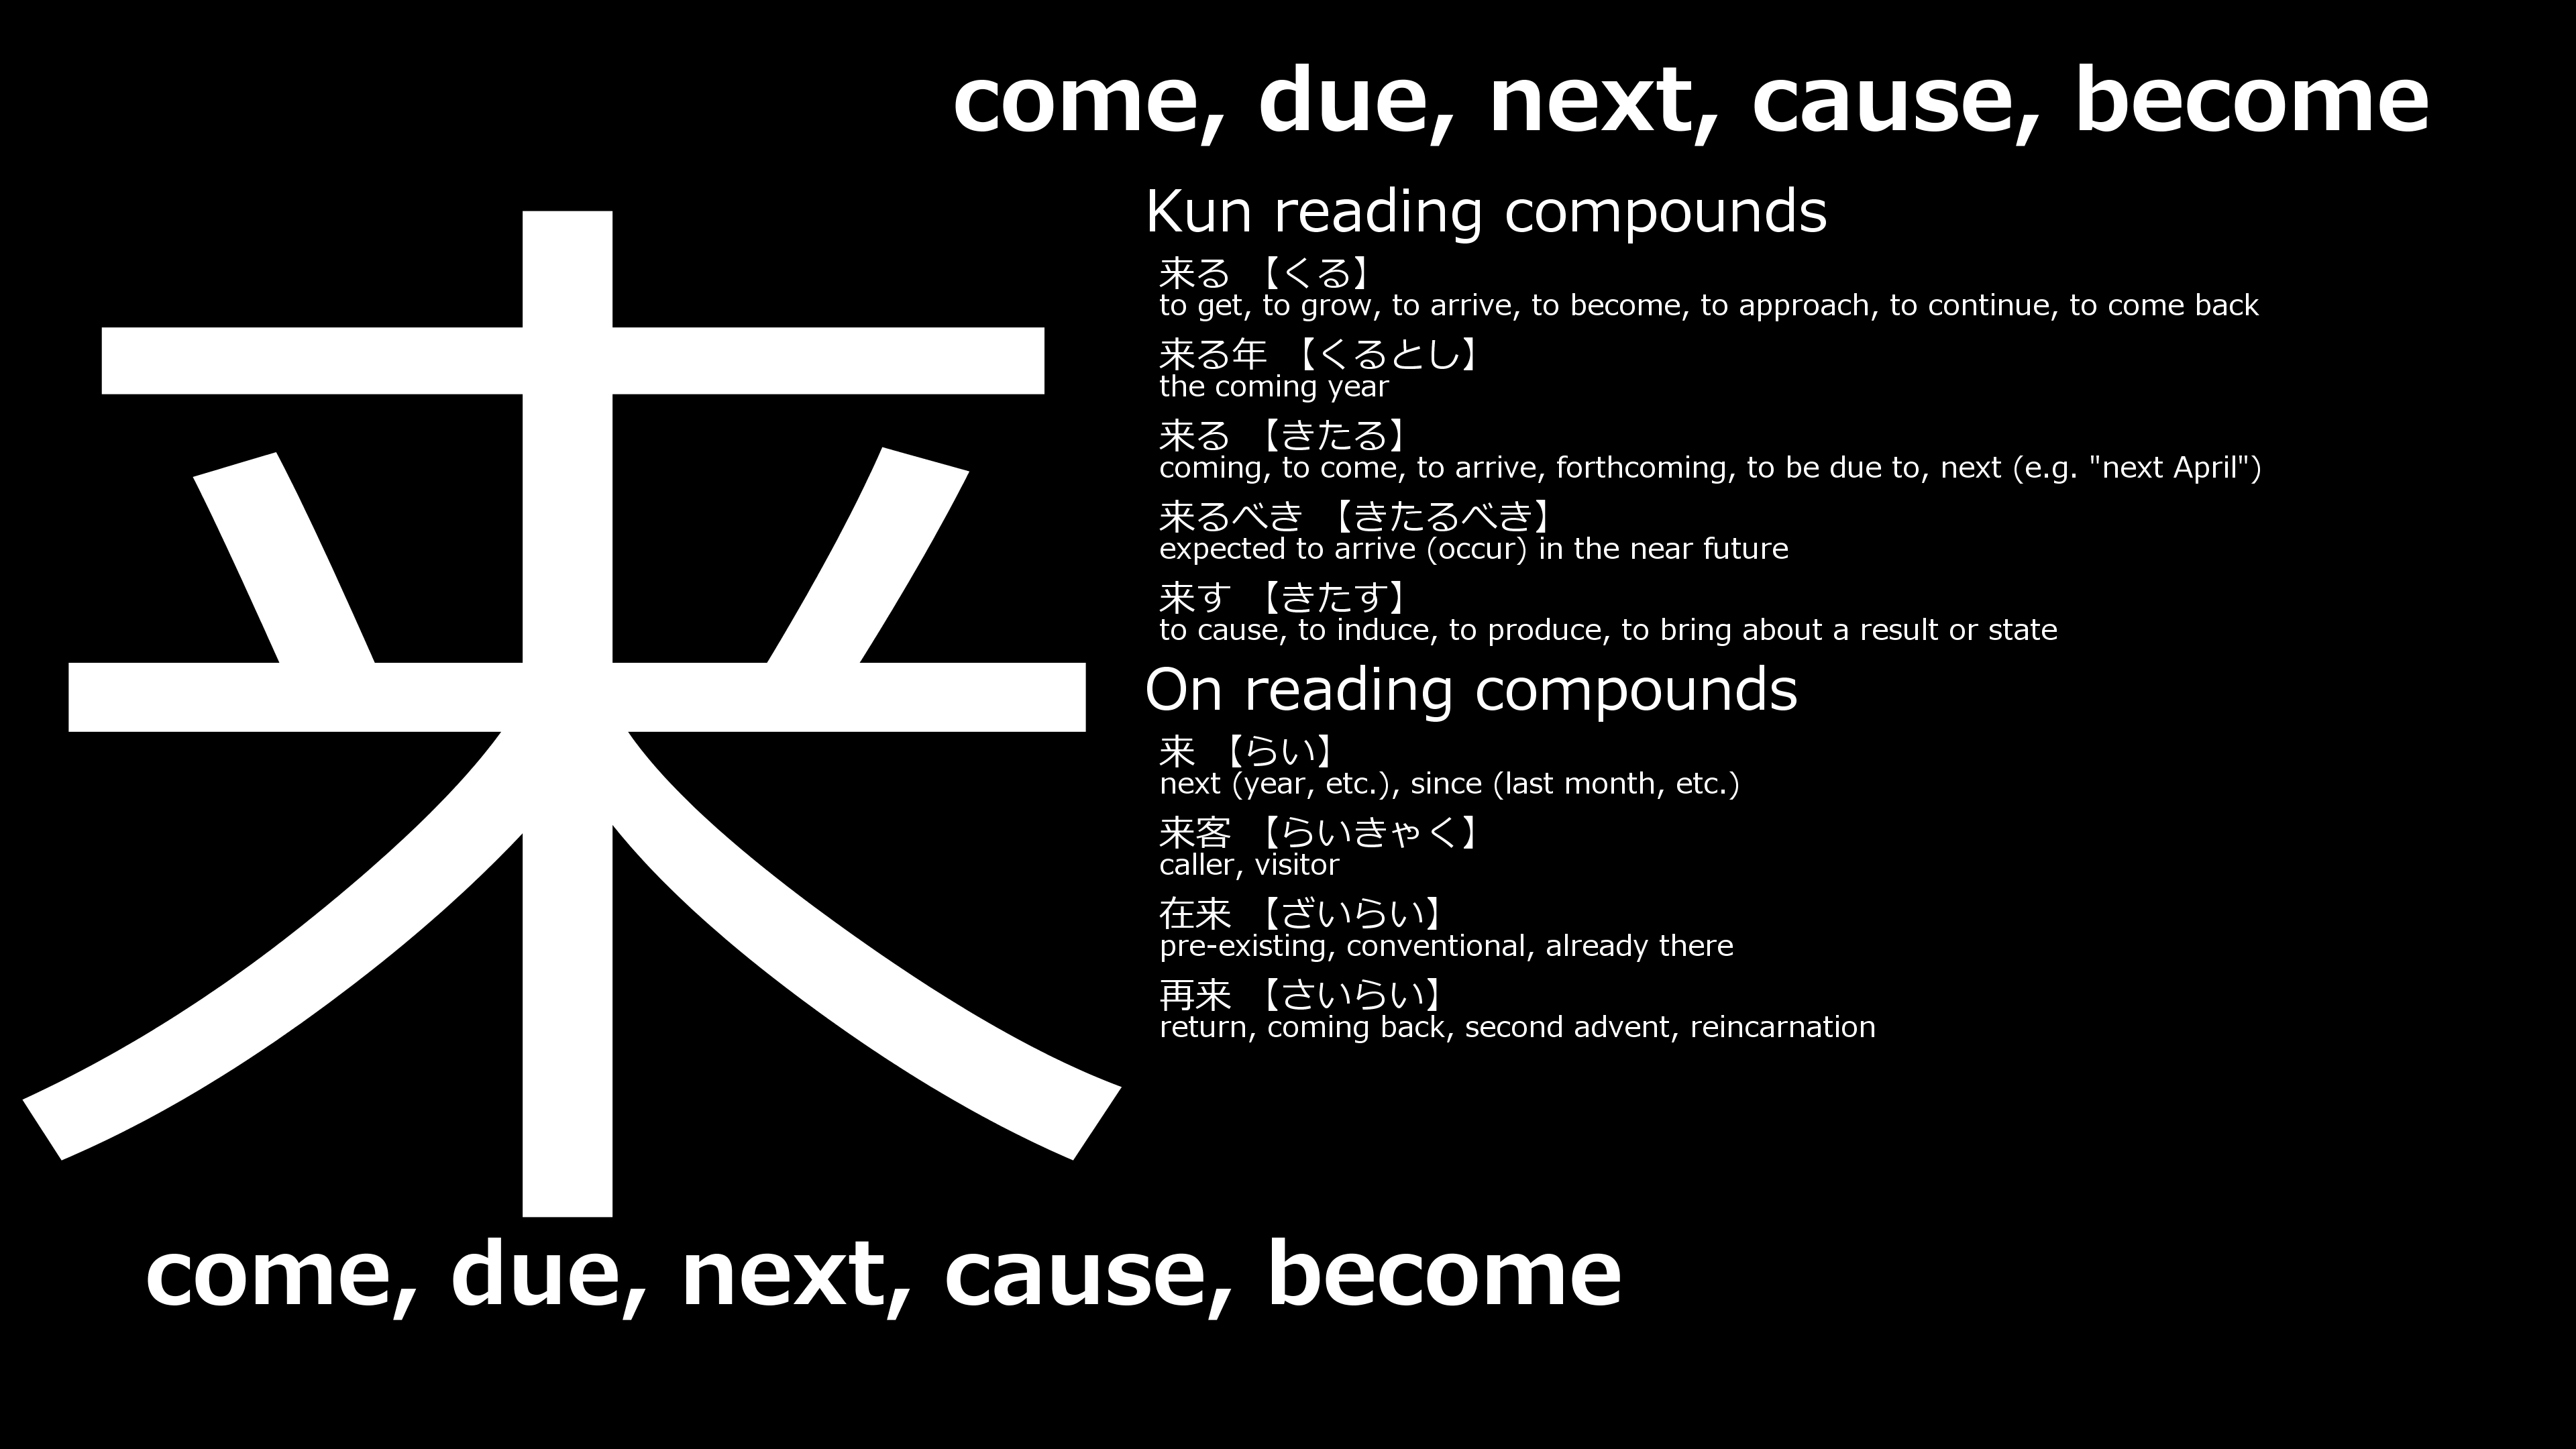 come, due, next, cause, become
来
Kun reading compounds
来る 【くる】
to get, to grow, to arrive, to become, to approach, to continue, to come back
来る年 【くるとし】
the coming year
来る 【きたる】
coming, to come, to arrive, forthcoming, to be due to, next (e.g. "next April")
来るべき 【きたるべき】
expected to arrive (occur) in the near future
来す 【きたす】
to cause, to induce, to produce, to bring about a result or state
On reading compounds
来 【らい】
next (year, etc.), since (last month, etc.)
来客 【らいきゃく】
caller, visitor
在来 【ざいらい】
pre-existing, conventional, already there
再来 【さいらい】
return, coming back, second advent, reincarnation
come, due, next, cause, become